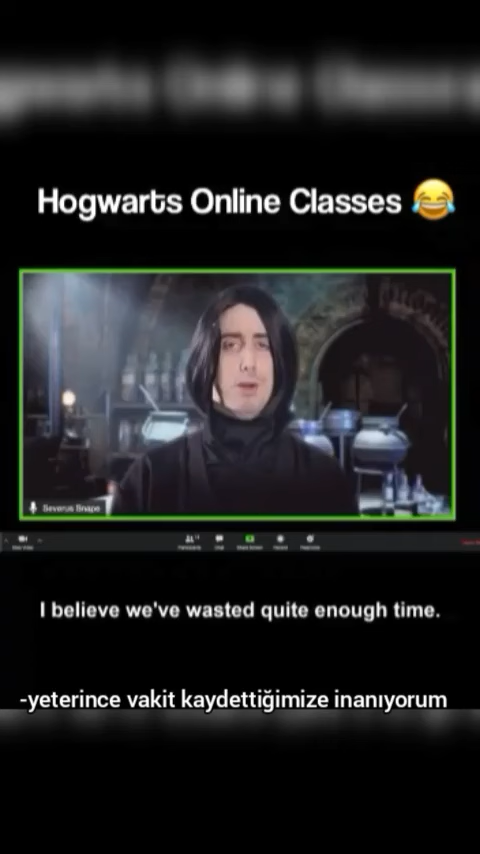 Hogwarts Online Classes 😂
Severus Snape
I believe we've wasted quite enough time.
-yeterince vakit kaydettiğimize inanıyorum